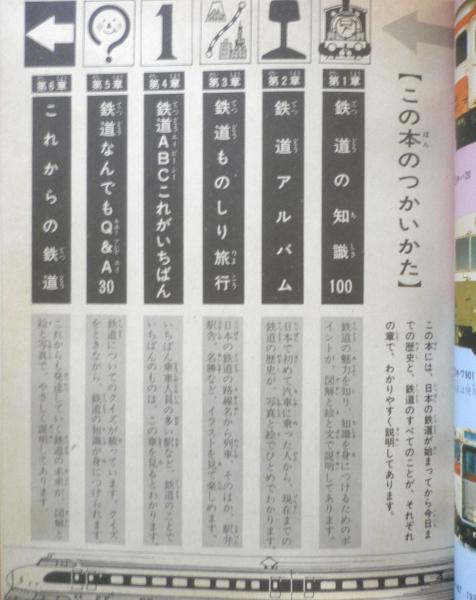 【この本のつかいかた】
この本には、日本の鉄道が始まってから今日ま
での歴史と、鉄道のすべてのことが、それぞれ
の章で、わかりやすく説明してあります。
第1章
鉄道の知識100
鉄道の魅力を知り、知識を身につけるためのポ
イントが、図解と絵と文で説明してあります。
第2章
鉄道アルバム
日本で初めて汽車に乗った人から、現在までの
鉄道の歴史が、写真と絵でひとめでわかります。
第3章
鉄道ものしり旅行
日本の鉄道の路線名から列車、そのほか、駅弁、
駅舎、名勝など、イラストを見て楽しめます。
第4章
鉄道ABCこれがいちばん
いちばん乗車人員の多い駅など、鉄道のことで
いちばんのものは、この章を見るとわかります。
第5章
鉄道なんでもQ&A30
鉄道についてのクイズが載っています。クイズ
をときながら、鉄道の知識が身につけられます。
第6章
これからの鉄道
これから発達していく鉄道の未来が、図解と
絵と写真で、やさしく説明してあります。
7901